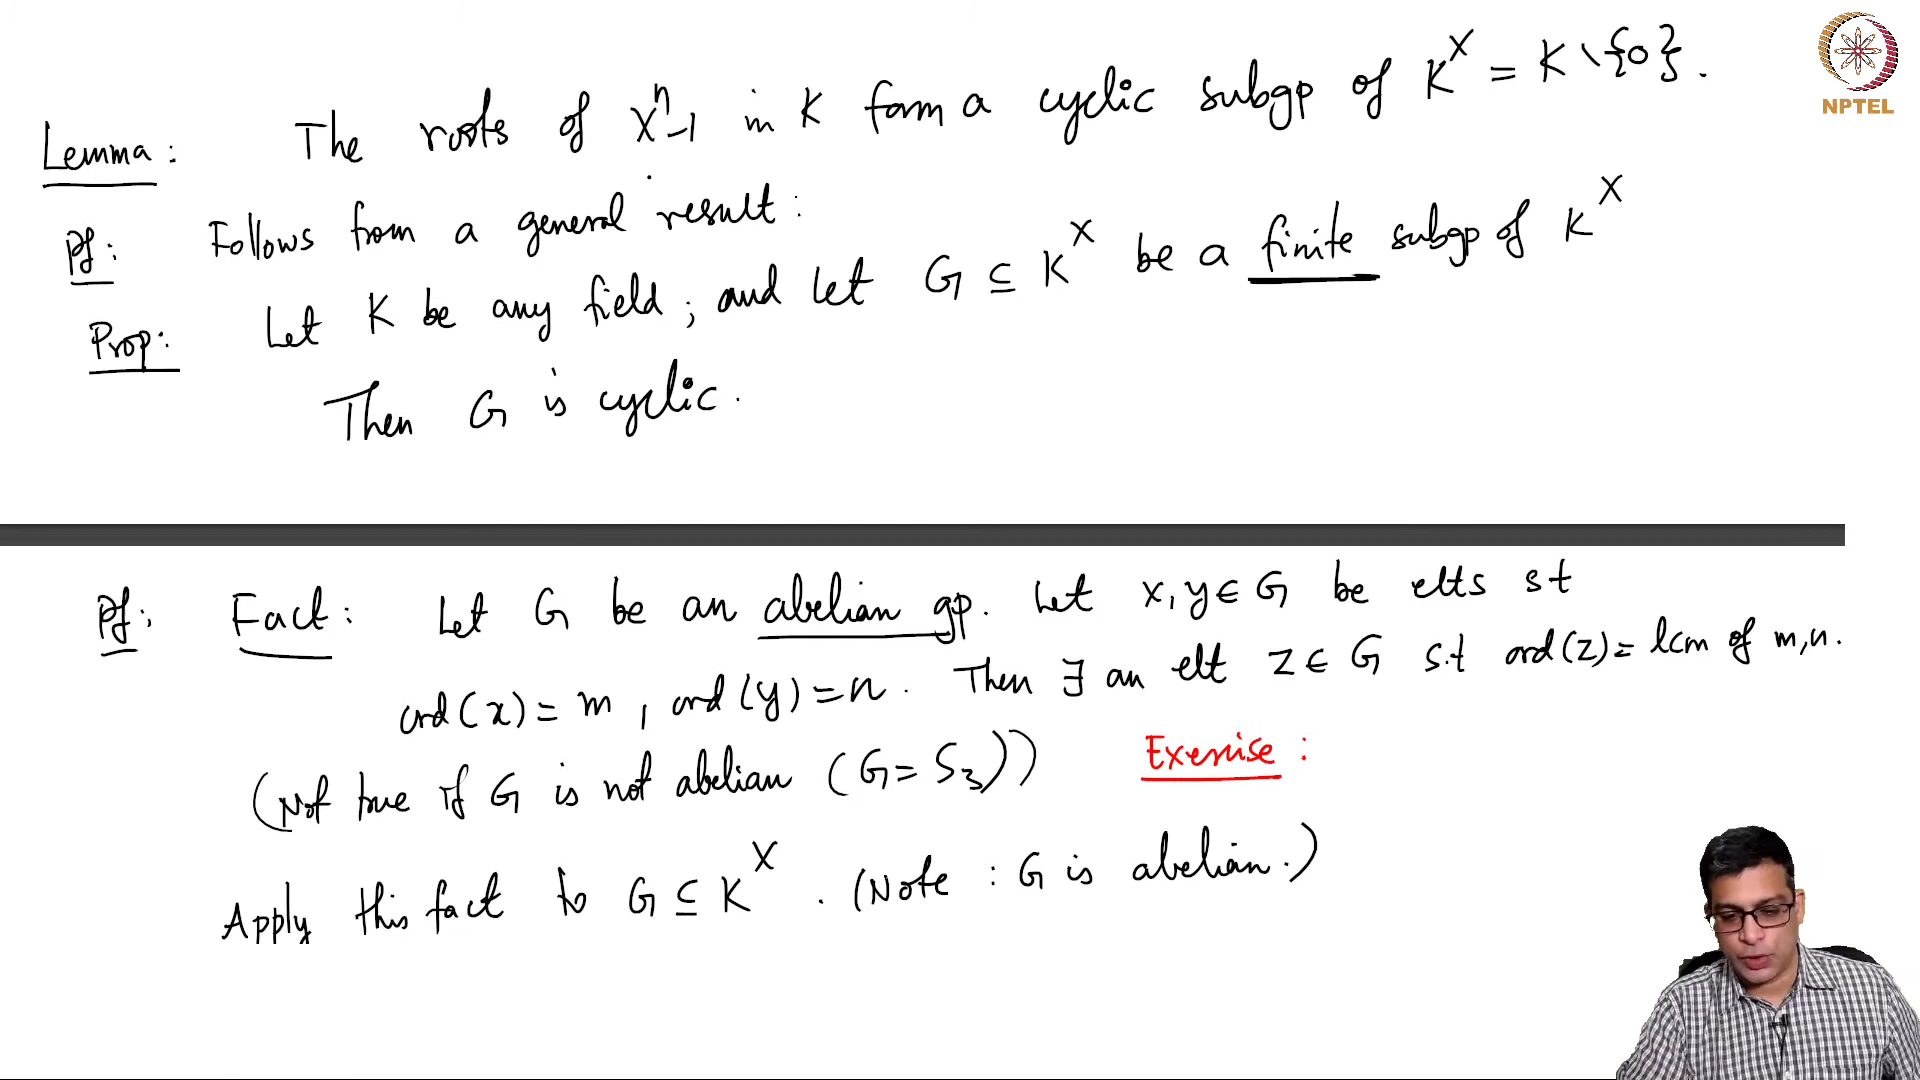 NPTEL
Lemma: The roots of xⁿ-1 in K form a cyclic subgp of K^× = K \ {0}.
Pf: Follows from a general result:
Prop: Let K be any field; and let G ⊆ K^× be a finite subgp of K^×
Then G is cyclic.
Pf: Fact: Let G be an abelian gp. Let x, y ∈ G be elts st
ord(x) = m, ord(y) = n. Then ∃ an elt z ∈ G s.t ord(z) = lcm of m,n.
(Not true if G is not abelian (G = S₃)) Exercise:
Apply this fact to G ⊆ K^×. (Note: G is abelian.)